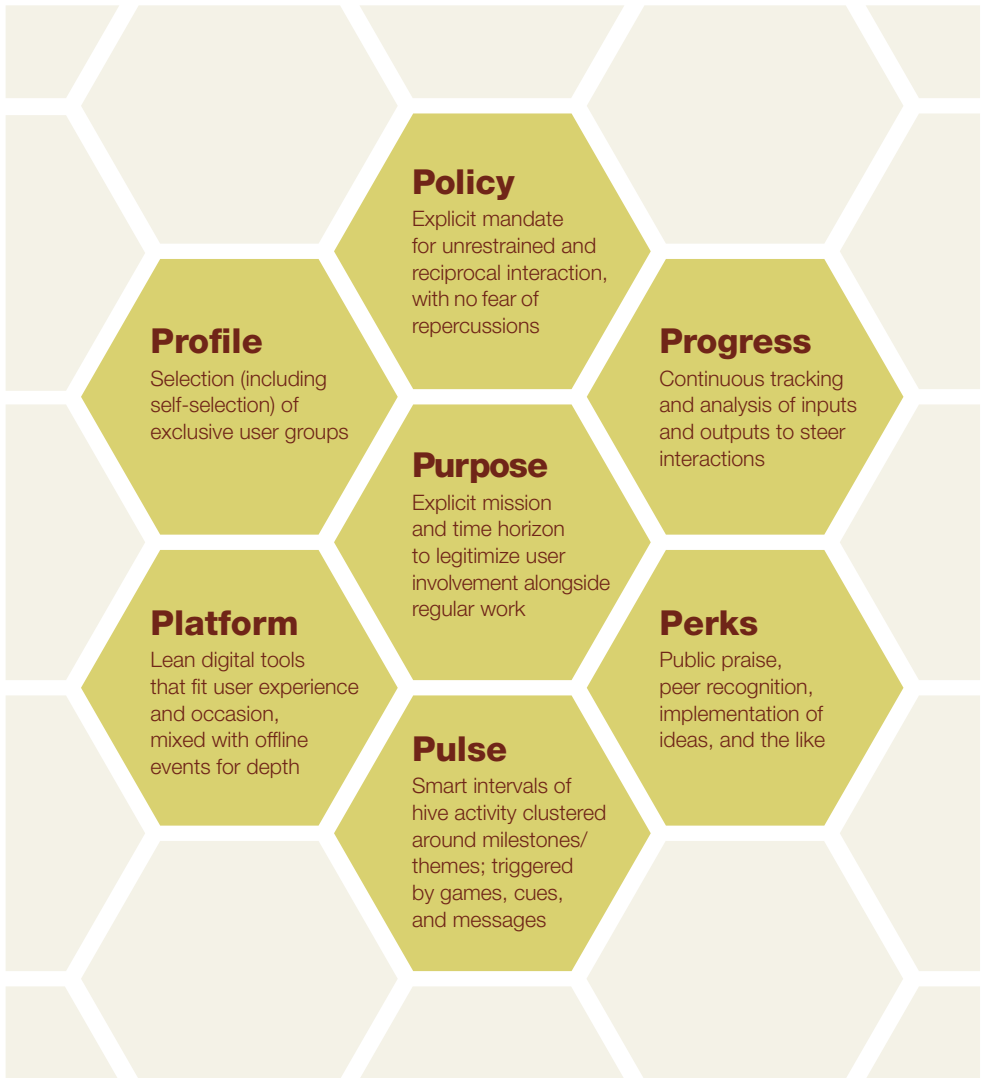 Policy
Explicit mandate
for unrestrained and
reciprocal interaction,
with no fear of
repercussions
Profile
Selection (including
self-selection) of
exclusive user groups
Progress
Continuous tracking
and analysis of inputs
and outputs to steer
interactions
Purpose
Explicit mission
and time horizon
to legitimize user
involvement alongside
regular work
Platform
Lean digital tools
that fit user experience
and occasion,
mixed with offline
events for depth
Perks
Public praise,
peer recognition,
implementation of
ideas, and the like
Pulse
Smart intervals of
hive activity clustered
around milestones/
themes; triggered
by games, cues,
and messages